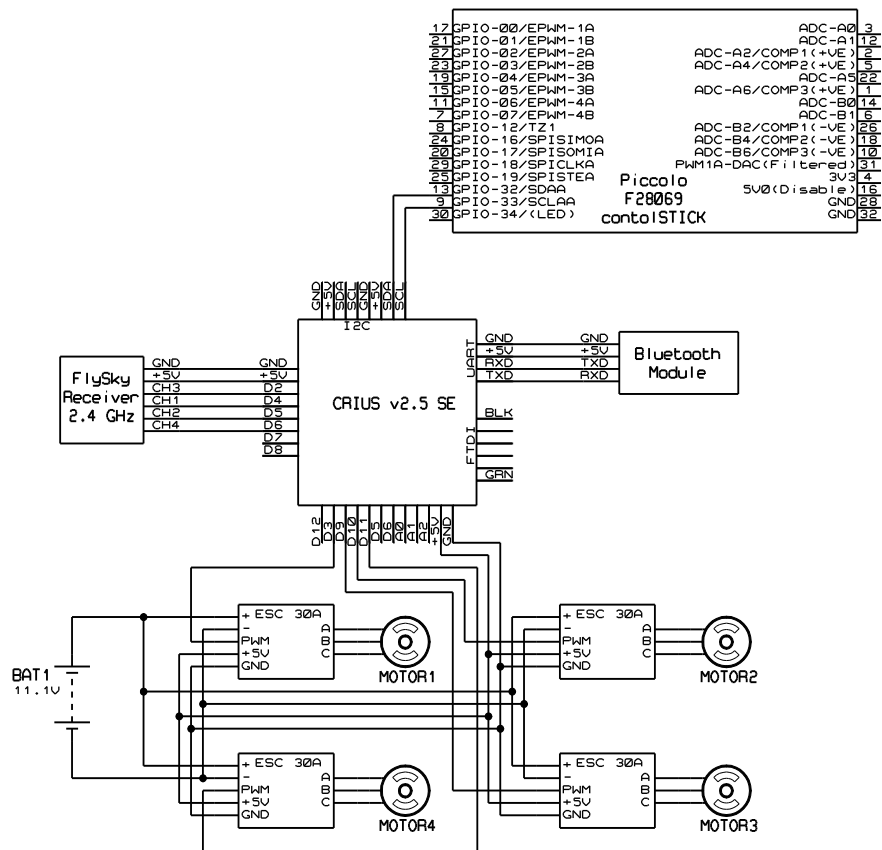 17 GPIO-00/EPWM-1A ADC-A0 3
21 GPIO-01/EPWM-1B ADC-A1 12
27 GPIO-02/EPWM-2A ADC-A2/COMP1(+VE) 2
23 GPIO-03/EPWM-2B ADC-A4/COMP2(+VE) 5
19 GPIO-04/EPWM-3A ADC-A5 22
15 GPIO-05/EPWM-3B ADC-A6/COMP3(+VE) 1
11 GPIO-06/EPWM-4A ADC-B0 14
7 GPIO-07/EPWM-4B ADC-B1 6
8 GPIO-12/TZ1 ADC-B2/COMP1(-VE) 26
24 GPIO-16/SPISIMOA ADC-B4/COMP2(-VE) 18
20 GPIO-17/SPISOMIA ADC-B6/COMP3(-VE) 10
29 GPIO-18/SPICLKA PWM1A-DAC(Filtered) 31
25 GPIO-19/SPISTEA 3V3 4
13 GPIO-32/SDAA 5V0(Disable) 16
9 GPIO-33/SCLAA GND 28
30 GPIO-34/(LED) GND 32
Piccolo
F28069
contolSTICK
GND +5V SDA SCL GND +5V SDA SCL
I2C
FlySky
Receiver
2.4 GHz
GND GND
+5V +5V
CH3 D2
CH1 D4
CH2 D5
CH4 D6
D7
D8
CRIUS v2.5 SE
UART
GND GND
+5V +5V
RXD TXD
TXD RXD
Bluetooth
Module
BLK
FTDI
GRN
D12 D3 D9 D10 D11 D5 D6 A0 A1 A2 +5V GND
BAT1
11.1V
+ ESC 30A
-
PWM
+5V
GND
A
B
C
MOTOR1
+ ESC 30A
-
PWM
+5V
GND
A
B
C
MOTOR2
+ ESC 30A
-
PWM
+5V
GND
A
B
C
MOTOR4
+ ESC 30A
-
PWM
+5V
GND
A
B
C
MOTOR3